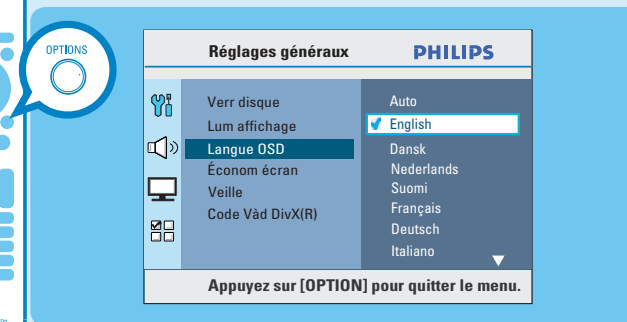 OPTIONS
Réglages généraux
PHILIPS
Verr disque
Lum affichage
Langue OSD
Économ écran
Veille
Code Vàd DivX(R)
Auto
English
Dansk
Nederlands
Suomi
Français
Deutsch
Italiano
Appuyez sur [OPTION] pour quitter le menu.